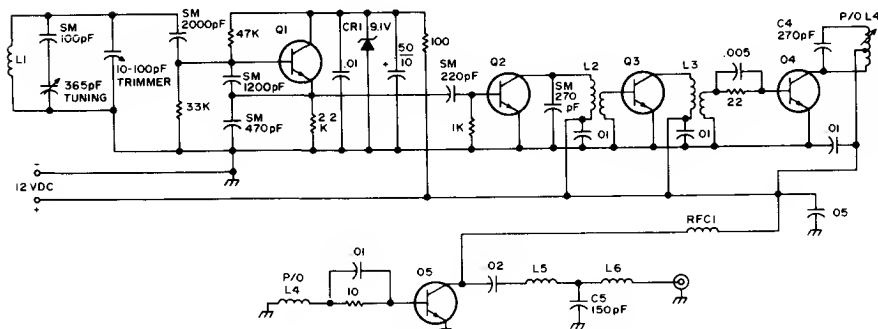 SM
2000pF
SM
100pF
L1
365pF
TUNING
10-100pF
TRIMMER
33K
47K
Q1
SM
1200pF
SM
470pF
2 2
K
.01
CR1 9.1V
+
50
10
100
SM
220pF
1K
Q2
SM
270
pF
L2
01
Q3
L3
01
.005
22
O4
C4
270pF
P/O L4
01
-
12 VDC
+
05
RFC1
P/O
L4
01
10
O5
02
L5
L6
C5
150pF